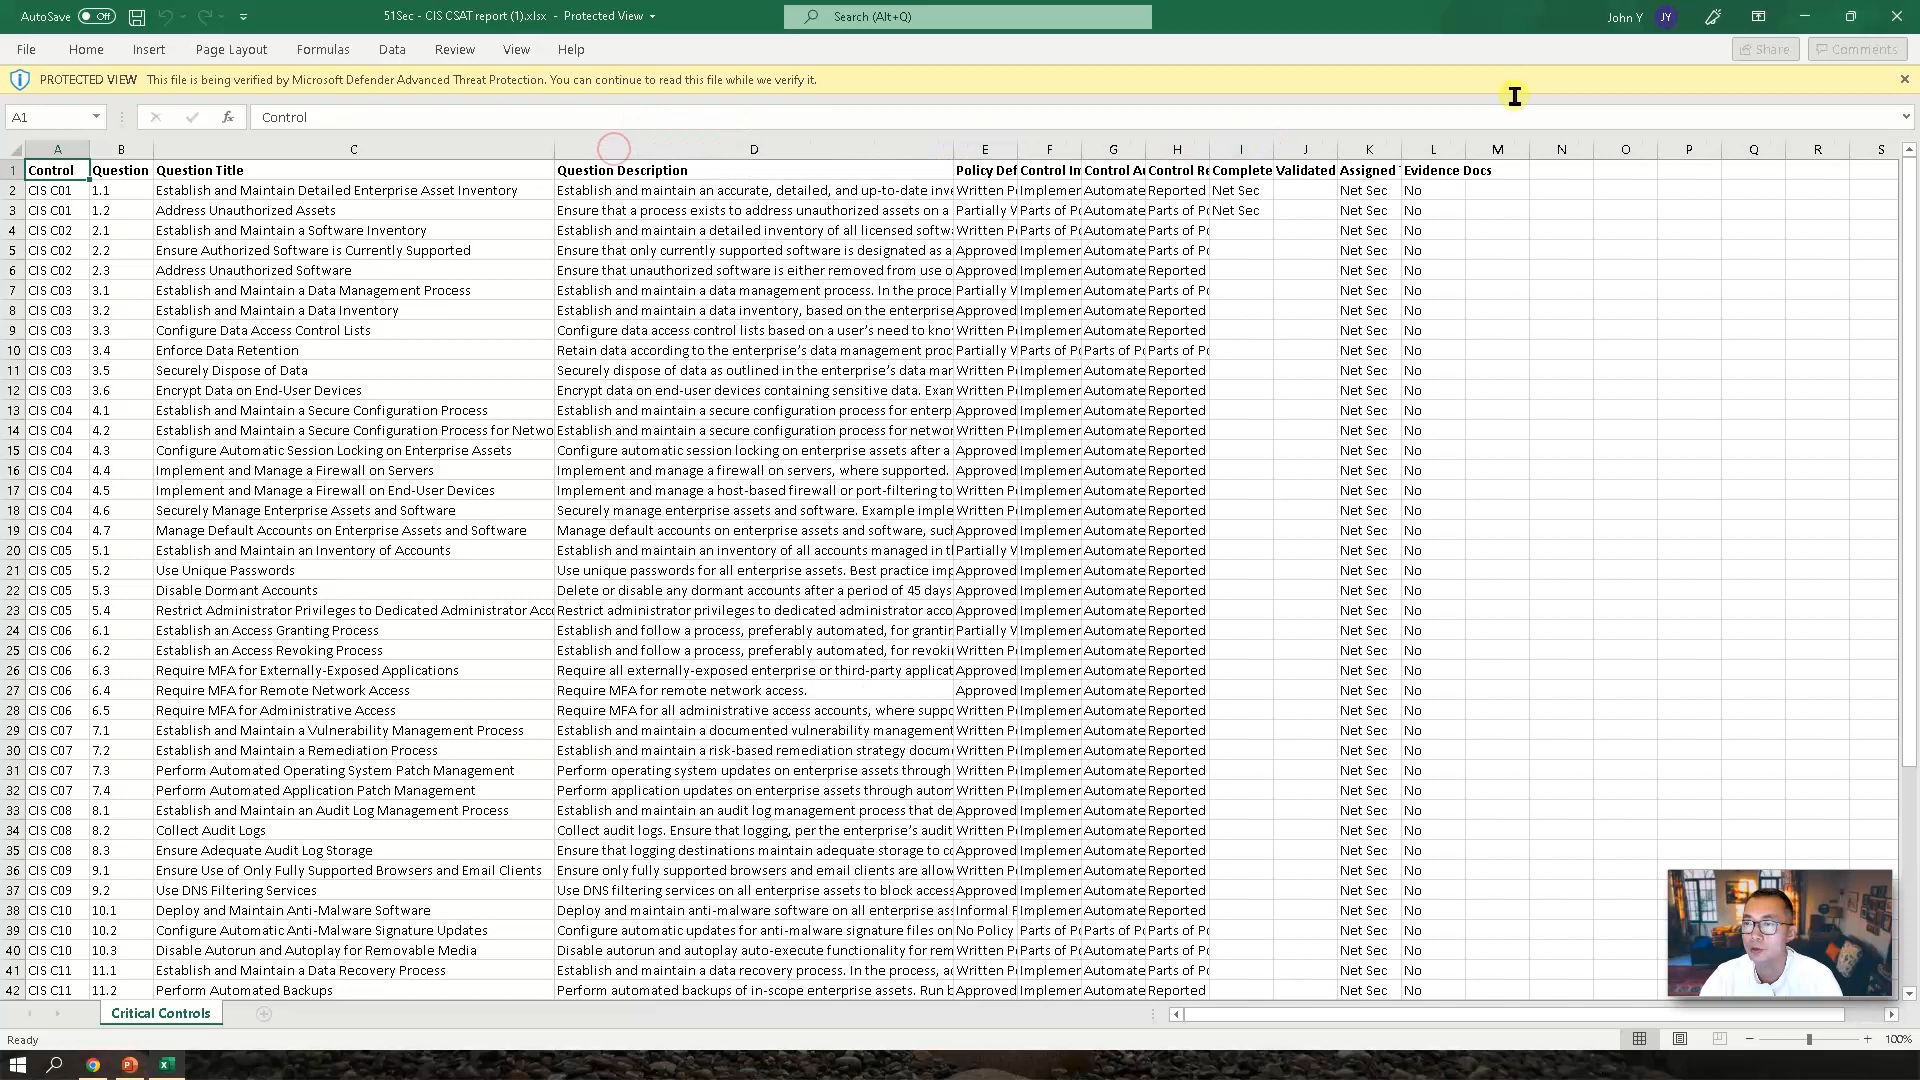 AutoSave Off 51Sec - CIS CSAT report (1).xlsx - Protected View Search (Alt+Q) John Y JY
File Home Insert Page Layout Formulas Data Review View Help Share Comments
PROTECTED VIEW This file is being verified by Microsoft Defender Advanced Threat Protection. You can continue to read this file while we verify it.
A1 fx Control
A B C D E F G H I J K L M N O P Q R S
1 Control Question Question Title Question Description Policy Def Control In Control Au Control Re Complete Validated Assigned Evidence Docs
2 CIS C01 1.1 Establish and Maintain Detailed Enterprise Asset Inventory Establish and maintain an accurate, detailed, and up-to-date inve Written P Parts of Po Automate Reported Net Sec Net Sec No
3 CIS C01 1.2 Address Unauthorized Assets Ensure that a process exists to address unauthorized assets on a Partially V Parts of Po Automate Parts of Po Net Sec Net Sec No
4 CIS C02 2.1 Establish and Maintain a Software Inventory Establish and maintain a detailed inventory of all licensed softw Written P Parts of Po Automate Parts of Po Net Sec No
5 CIS C02 2.2 Ensure Authorized Software is Currently Supported Ensure that only currently supported software is designated as a Approved Implemen Automate Parts of Po Net Sec No
6 CIS C02 2.3 Address Unauthorized Software Ensure that unauthorized software is either removed from use o Approved Implemen Automate Reported Net Sec No
7 CIS C03 3.1 Establish and Maintain a Data Management Process Establish and maintain a data management process. In the proce Partially V Implemen Automate Parts of Po Net Sec No
8 CIS C03 3.2 Establish and Maintain a Data Inventory Establish and maintain a data inventory, based on the enterprise Approved Implemen Automate Reported Net Sec No
9 CIS C03 3.3 Configure Data Access Control Lists Configure data access control lists based on a user’s need to kno Written P Implemen Automate Reported Net Sec No
10 CIS C03 3.4 Enforce Data Retention Retain data according to the enterprise’s data management proc Partially V Parts of Po Parts of Po Parts of Po Net Sec No
11 CIS C03 3.5 Securely Dispose of Data Securely dispose of data as outlined in the enterprise’s data mar Written P Implemen Automate Reported Net Sec No
12 CIS C03 3.6 Encrypt Data on End-User Devices Encrypt data on end-user devices containing sensitive data. Exan Written P Implemen Automate Reported Net Sec No
13 CIS C04 4.1 Establish and Maintain a Secure Configuration Process Establish and maintain a secure configuration process for enterp Approved Implemen Automate Reported Net Sec No
14 CIS C04 4.2 Establish and Maintain a Secure Configuration Process for Netwo Establish and maintain a secure configuration process for networ Written P Implemen Automate Reported Net Sec No
15 CIS C04 4.3 Configure Automatic Session Locking on Enterprise Assets Configure automatic session locking on enterprise assets after a Approved Implemen Automate Reported Net Sec No
16 CIS C04 4.4 Implement and Manage a Firewall on Servers Implement and manage a firewall on servers, where supported. Approved Implemen Automate Reported Net Sec No
17 CIS C04 4.5 Implement and Manage a Firewall on End-User Devices Implement and manage a host-based firewall or port-filtering to Written P Implemen Automate Reported Net Sec No
18 CIS C04 4.6 Securely Manage Enterprise Assets and Software Securely manage enterprise assets and software. Example imple Written P Implemen Automate Reported Net Sec No
19 CIS C04 4.7 Manage Default Accounts on Enterprise Assets and Software Manage default accounts on enterprise assets and software, suc Approved Implemen Automate Reported Net Sec No
20 CIS C05 5.1 Establish and Maintain an Inventory of Accounts Establish and maintain an inventory of all accounts managed in t Partially V Implemen Automate Reported Net Sec No
21 CIS C05 5.2 Use Unique Passwords Use unique passwords for all enterprise assets. Best practice imp Approved Implemen Automate Reported Net Sec No
22 CIS C05 5.3 Disable Dormant Accounts Delete or disable any dormant accounts after a period of 45 days Approved Implemen Automate Reported Net Sec No
23 CIS C05 5.4 Restrict Administrator Privileges to Dedicated Administrator Acc Restrict administrator privileges to dedicated administrator acco Approved Implemen Automate Reported Net Sec No
24 CIS C06 6.1 Establish an Access Granting Process Establish and follow a process, preferably automated, for grantir Partially V Implemen Automate Reported Net Sec No
25 CIS C06 6.2 Establish an Access Revoking Process Establish and follow a process, preferably automated, for revoki Written P Implemen Automate Reported Net Sec No
26 CIS C06 6.3 Require MFA for Externally-Exposed Applications Require all externally-exposed enterprise or third-party applicat Approved Implemen Automate Reported Net Sec No
27 CIS C06 6.4 Require MFA for Remote Network Access Require MFA for remote network access. Approved Implemen Automate Reported Net Sec No
28 CIS C06 6.5 Require MFA for Administrative Access Require MFA for all administrative access accounts, where suppo Approved Implemen Automate Reported Net Sec No
29 CIS C07 7.1 Establish and Maintain a Vulnerability Management Process Establish and maintain a documented vulnerability management Written P Implemen Automate Reported Net Sec No
30 CIS C07 7.2 Establish and Maintain a Remediation Process Establish and maintain a risk-based remediation strategy docum Written P Implemen Automate Reported Net Sec No
31 CIS C07 7.3 Perform Automated Operating System Patch Management Perform operating system updates on enterprise assets through Written P Implemen Automate Reported Net Sec No
32 CIS C07 7.4 Perform Automated Application Patch Management Perform application updates on enterprise assets through autom Written P Implemen Automate Reported Net Sec No
33 CIS C08 8.1 Establish and Maintain an Audit Log Management Process Establish and maintain an audit log management process that de Approved Implemen Automate Reported Net Sec No
34 CIS C08 8.2 Collect Audit Logs Collect audit logs. Ensure that logging, per the enterprise’s audit Written P Implemen Automate Reported Net Sec No
35 CIS C08 8.3 Ensure Adequate Audit Log Storage Ensure that logging destinations maintain adequate storage to co Approved Implemen Automate Reported Net Sec No
36 CIS C09 9.1 Ensure Use of Only Fully Supported Browsers and Email Clients Ensure only fully supported browsers and email clients are allow Written P Implemen Automate Reported Net Sec No
37 CIS C09 9.2 Use DNS Filtering Services Use DNS filtering services on all enterprise assets to block access Approved Implemen Automate Reported Net Sec No
38 CIS C10 10.1 Deploy and Maintain Anti-Malware Software Deploy and maintain anti-malware software on all enterprise as Informal F Implemen Automate Reported Net Sec No
39 CIS C10 10.2 Configure Automatic Anti-Malware Signature Updates Configure automatic updates for anti-malware signature files on No Policy Parts of Po Parts of Po Parts of Po Net Sec No
40 CIS C10 10.3 Disable Autorun and Autoplay for Removable Media Disable autorun and autoplay auto-execute functionality for rem Written P Implemen Automate Parts of Po Net Sec No
41 CIS C11 11.1 Establish and Maintain a Data Recovery Process Establish and maintain a data recovery process. In the process, a Written P Implemen Automate Parts of Po Net Sec No
42 CIS C11 11.2 Perform Automated Backups Perform automated backups of in-scope enterprise assets. Run b Approved Implemen Automate Reported Net Sec No
Critical Controls
Ready 100%